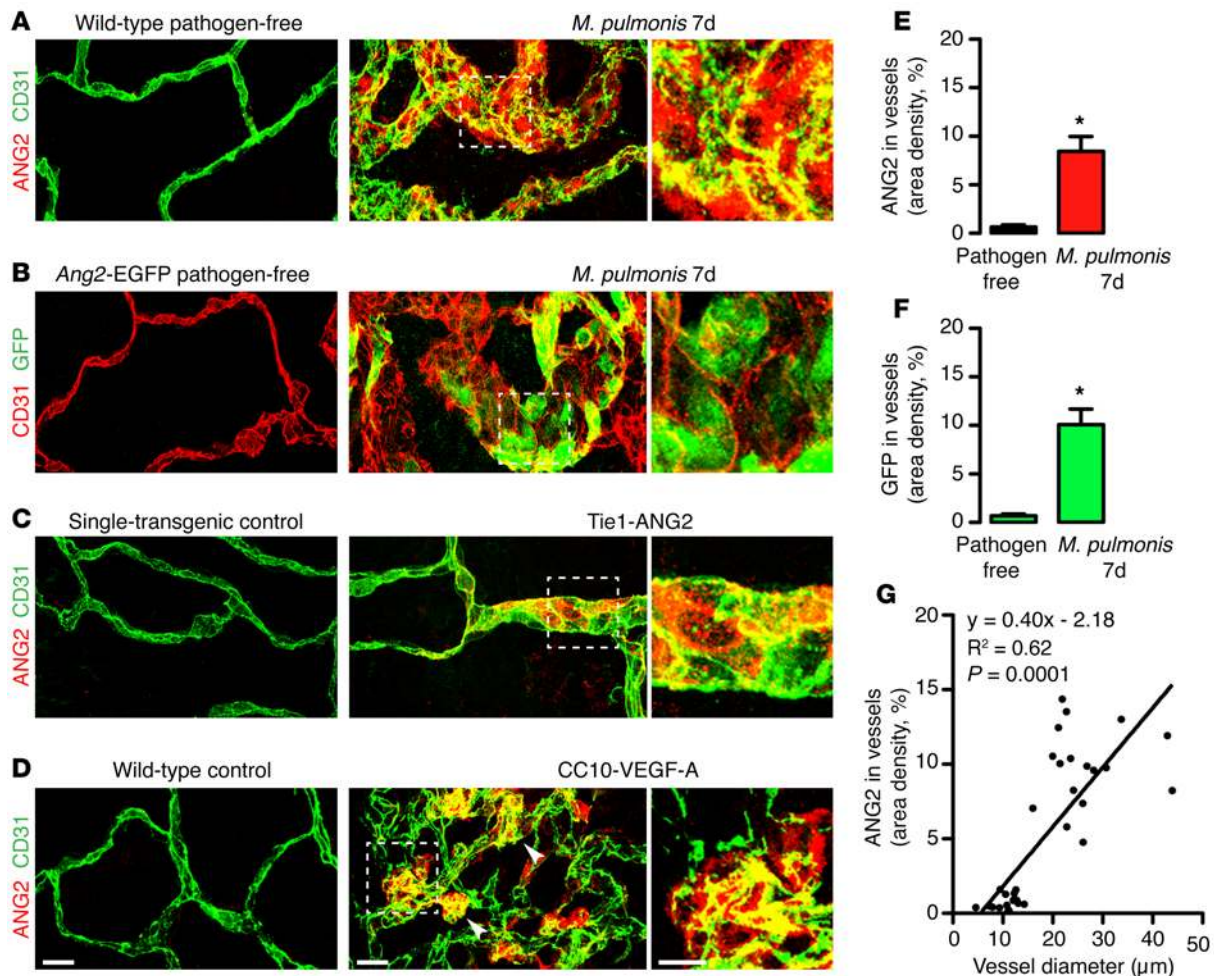 A
Wild-type pathogen-free
M. pulmonis 7d
ANG2 CD31
B
Ang2-EGFP pathogen-free
M. pulmonis 7d
CD31 GFP
C
Single-transgenic control
Tie1-ANG2
ANG2 CD31
D
Wild-type control
CC10-VEGF-A
ANG2 CD31
E
ANG2 in vessels
(area density, %)
20
15
10
5
0
*
Pathogen
free
M. pulmonis
7d
F
GFP in vessels
(area density, %)
20
15
10
5
0
*
Pathogen
free
M. pulmonis
7d
G
ANG2 in vessels
(area density, %)
20
15
10
5
0
y = 0.40x - 2.18
R² = 0.62
P = 0.0001
0 10 20 30 40 50
Vessel diameter (µm)